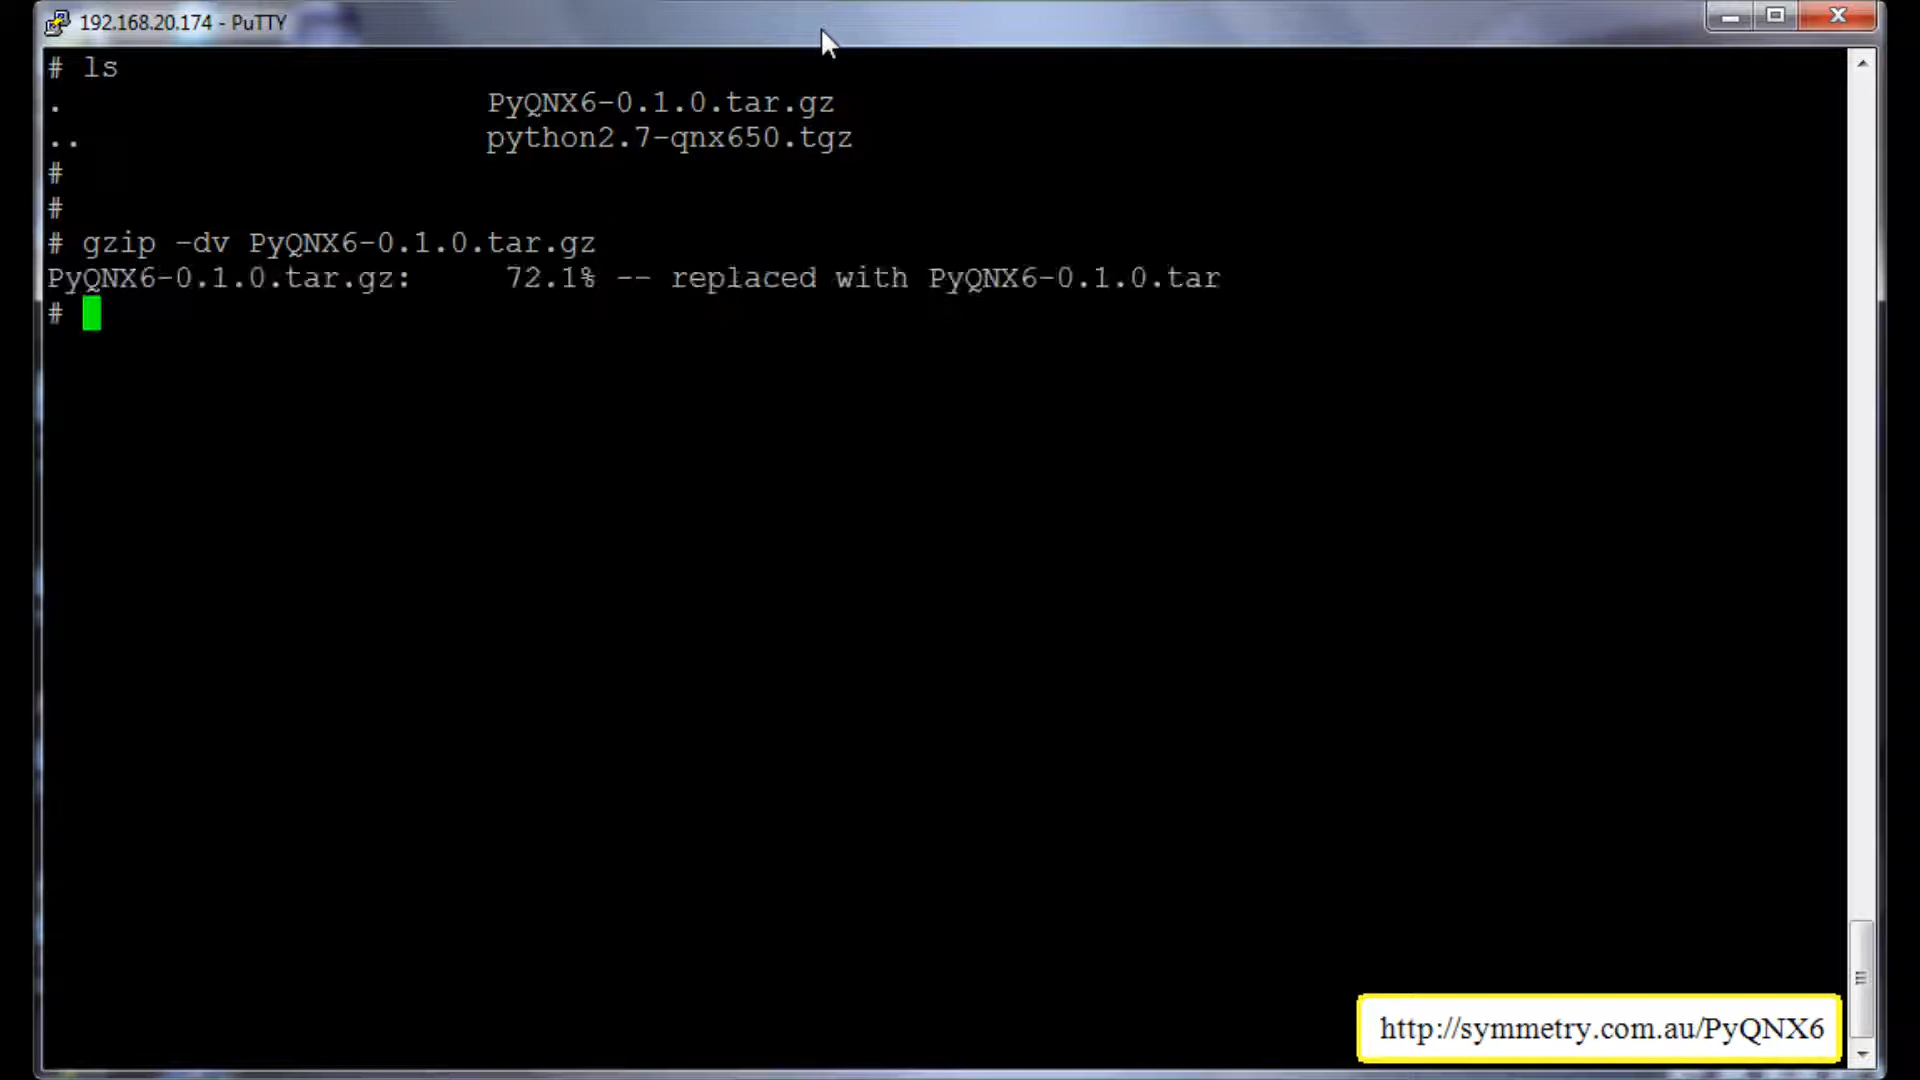 192.168.20.174 - PuTTY
# ls
. PyQNX6-0.1.0.tar.gz
.. python2.7-qnx650.tgz
#
#
# gzip -dv PyQNX6-0.1.0.tar.gz
PyQNX6-0.1.0.tar.gz: 72.1% -- replaced with PyQNX6-0.1.0.tar
#
http://symmetry.com.au/PyQNX6